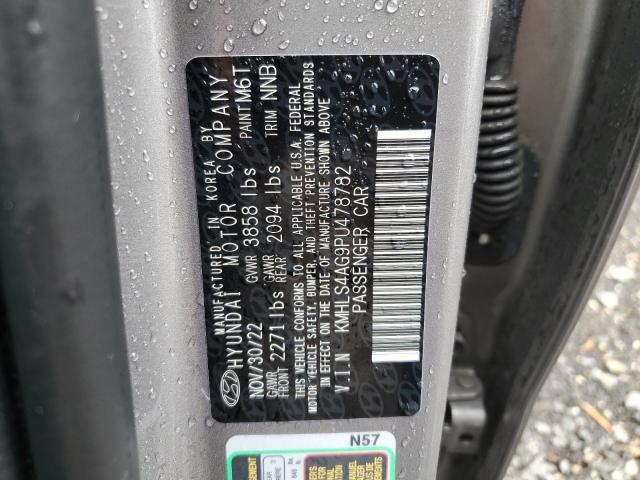 MANUFACTURED IN KOREA BY
HYUNDAI MOTOR COMPANY
NOV/30/22 GVWR 3858 lbs PAINT M6T
GAWR FRONT 2271 lbs GAWR REAR 2094 lbs TRIM NNB
THIS VEHICLE CONFORMS TO ALL APPLICABLE U.S.A. FEDERAL
MOTOR VEHICLE SAFETY, BUMPER, AND THEFT PREVENTION STANDARDS
IN EFFECT ON THE DATE OF MANUFACTURE SHOWN ABOVE
V.I.N KMHLS4AG9PU478782
PASSENGER CAR
N57